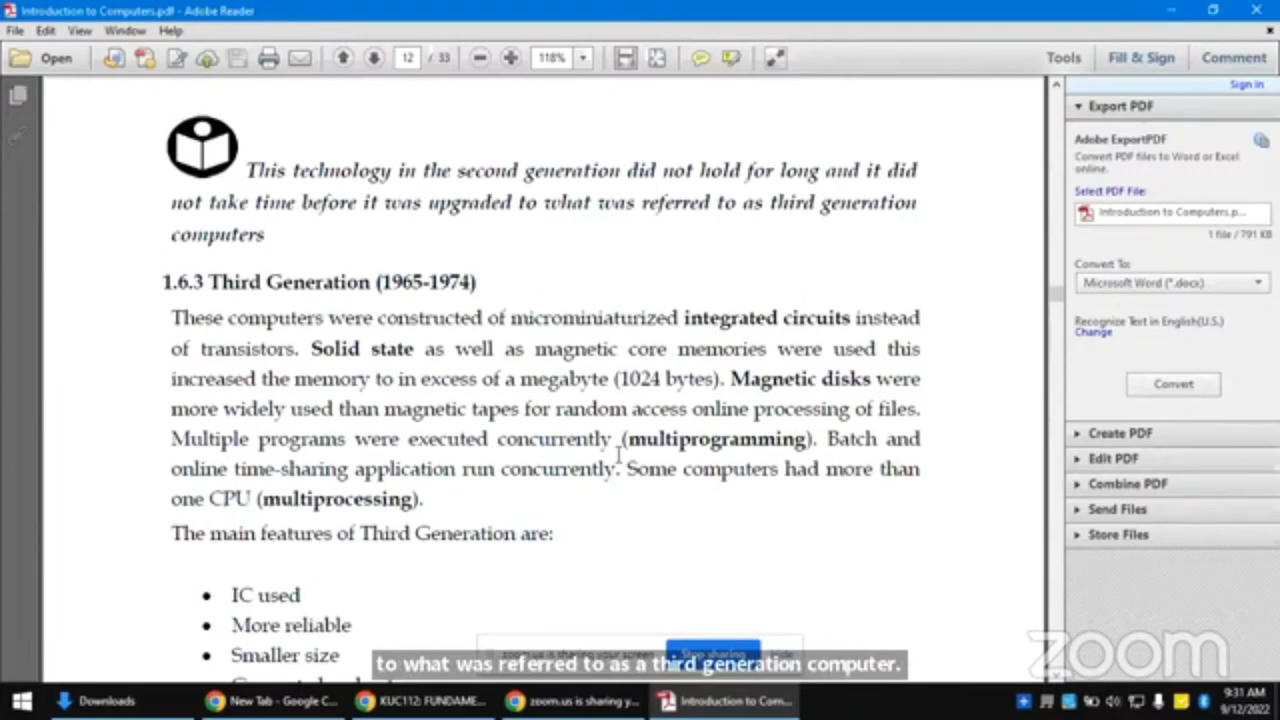 Introduction to Computers.pdf - Adobe Reader
File Edit View Window Help
Open 12 / 33 118% Tools Fill & Sign Comment
Sign In
Export PDF
Adobe ExportPDF
Convert PDF files to Word or Excel
online.
Select PDF File:
Introduction to Computers.p...
1 file / 791 KB
Convert To:
Microsoft Word (*.docx)
Recognize Text in English(U.S.)
Change
Convert
Create PDF
Edit PDF
Combine PDF
Send Files
Store Files
This technology in the second generation did not hold for long and it did
not take time before it was upgraded to what was referred to as third generation
computers
1.6.3 Third Generation (1965-1974)
These computers were constructed of microminiaturized integrated circuits instead
of transistors. Solid state as well as magnetic core memories were used this
increased the memory to in excess of a megabyte (1024 bytes). Magnetic disks were
more widely used than magnetic tapes for random access online processing of files.
Multiple programs were executed concurrently (multiprogramming). Batch and
online time-sharing application run concurrently. Some computers had more than
one CPU (multiprocessing).
The main features of Third Generation are:
• IC used
• More reliable
• Smaller size
zoom.us is sharing your screen. Stop sharing Hide
to what was referred to as a third generation computer.
zoom
Downloads New Tab - Google C... KUC112: FUNDAME... zoom.us is sharing y... Introduction to Com...
9:31 AM
9/12/2022